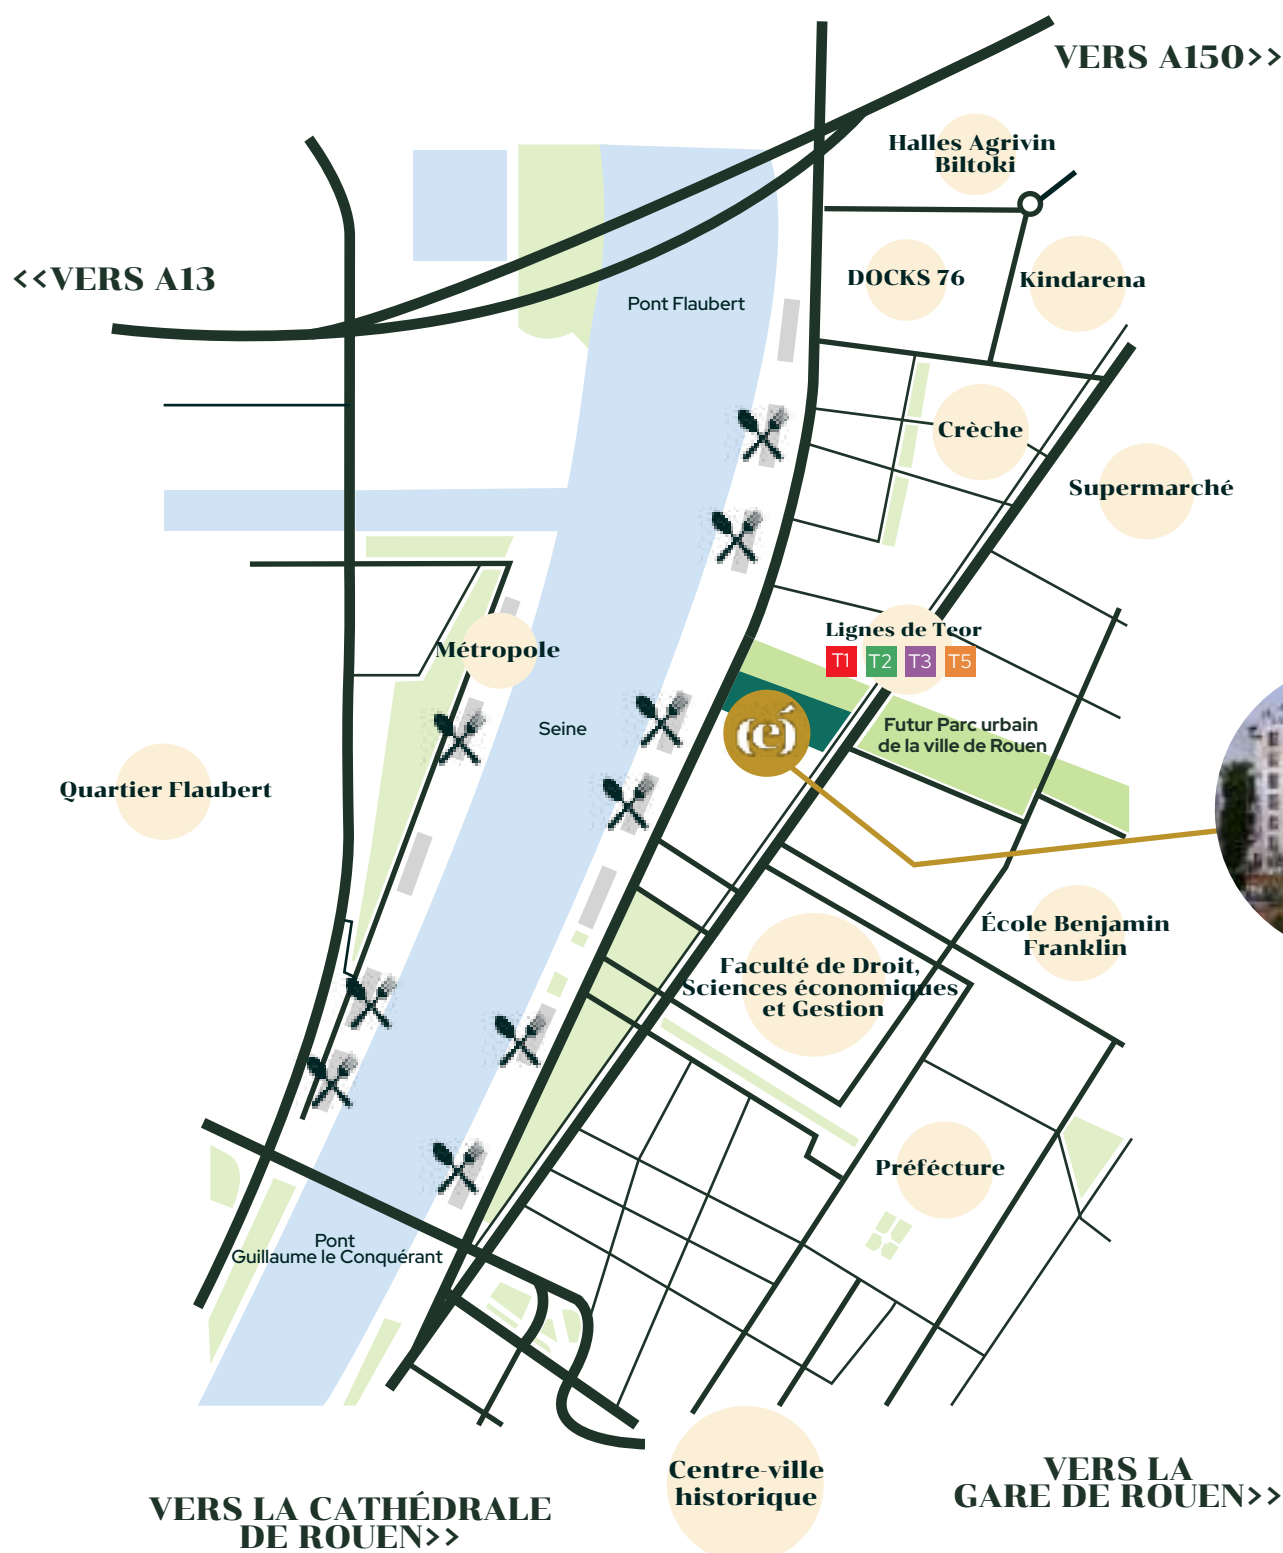 VERS A150>>
Halles Agrivin
Biltoki
<<VERS A13
DOCKS 76
Kindarena
Pont Flaubert
Crèche
Supermarché
Lignes de Teor
T1 T2 T3 T5
Métropole
Seine
(é)
Futur Parc urbain
de la ville de Rouen
Quartier Flaubert
École Benjamin
Franklin
Faculté de Droit,
Sciences économiques
et Gestion
Préfécture
Pont
Guillaume le Conquérant
Centre-ville
historique
VERS LA
GARE DE ROUEN>>
VERS LA CATHÉDRALE
DE ROUEN>>